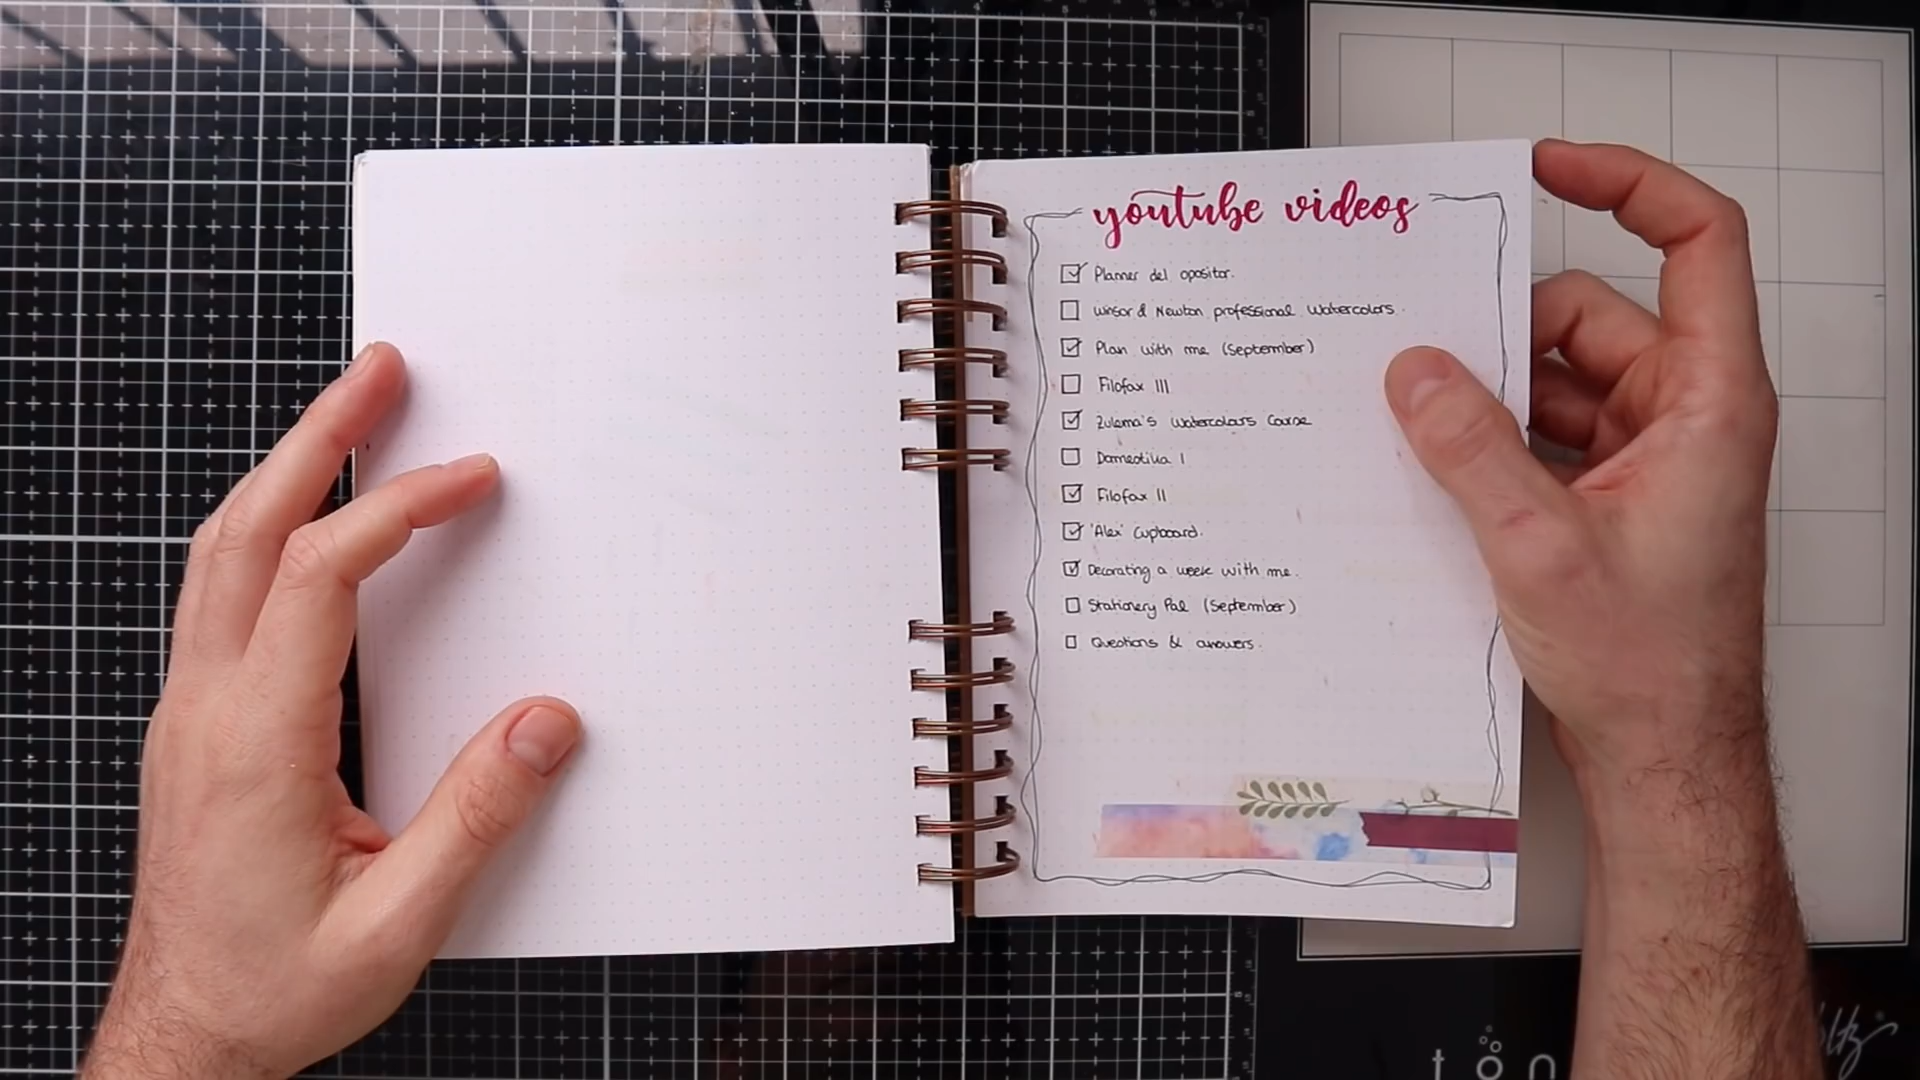 youtube videos
Planner del opositor.
Winsor & Newton professional Watercolors.
Plan with me (September)
Filofax III
Zulema's Watercolours Course
Domestika I
Filofax II
'Alex' Cupboard.
Decorating a week with me.
Stationery Pal (September)
Questions & answers.